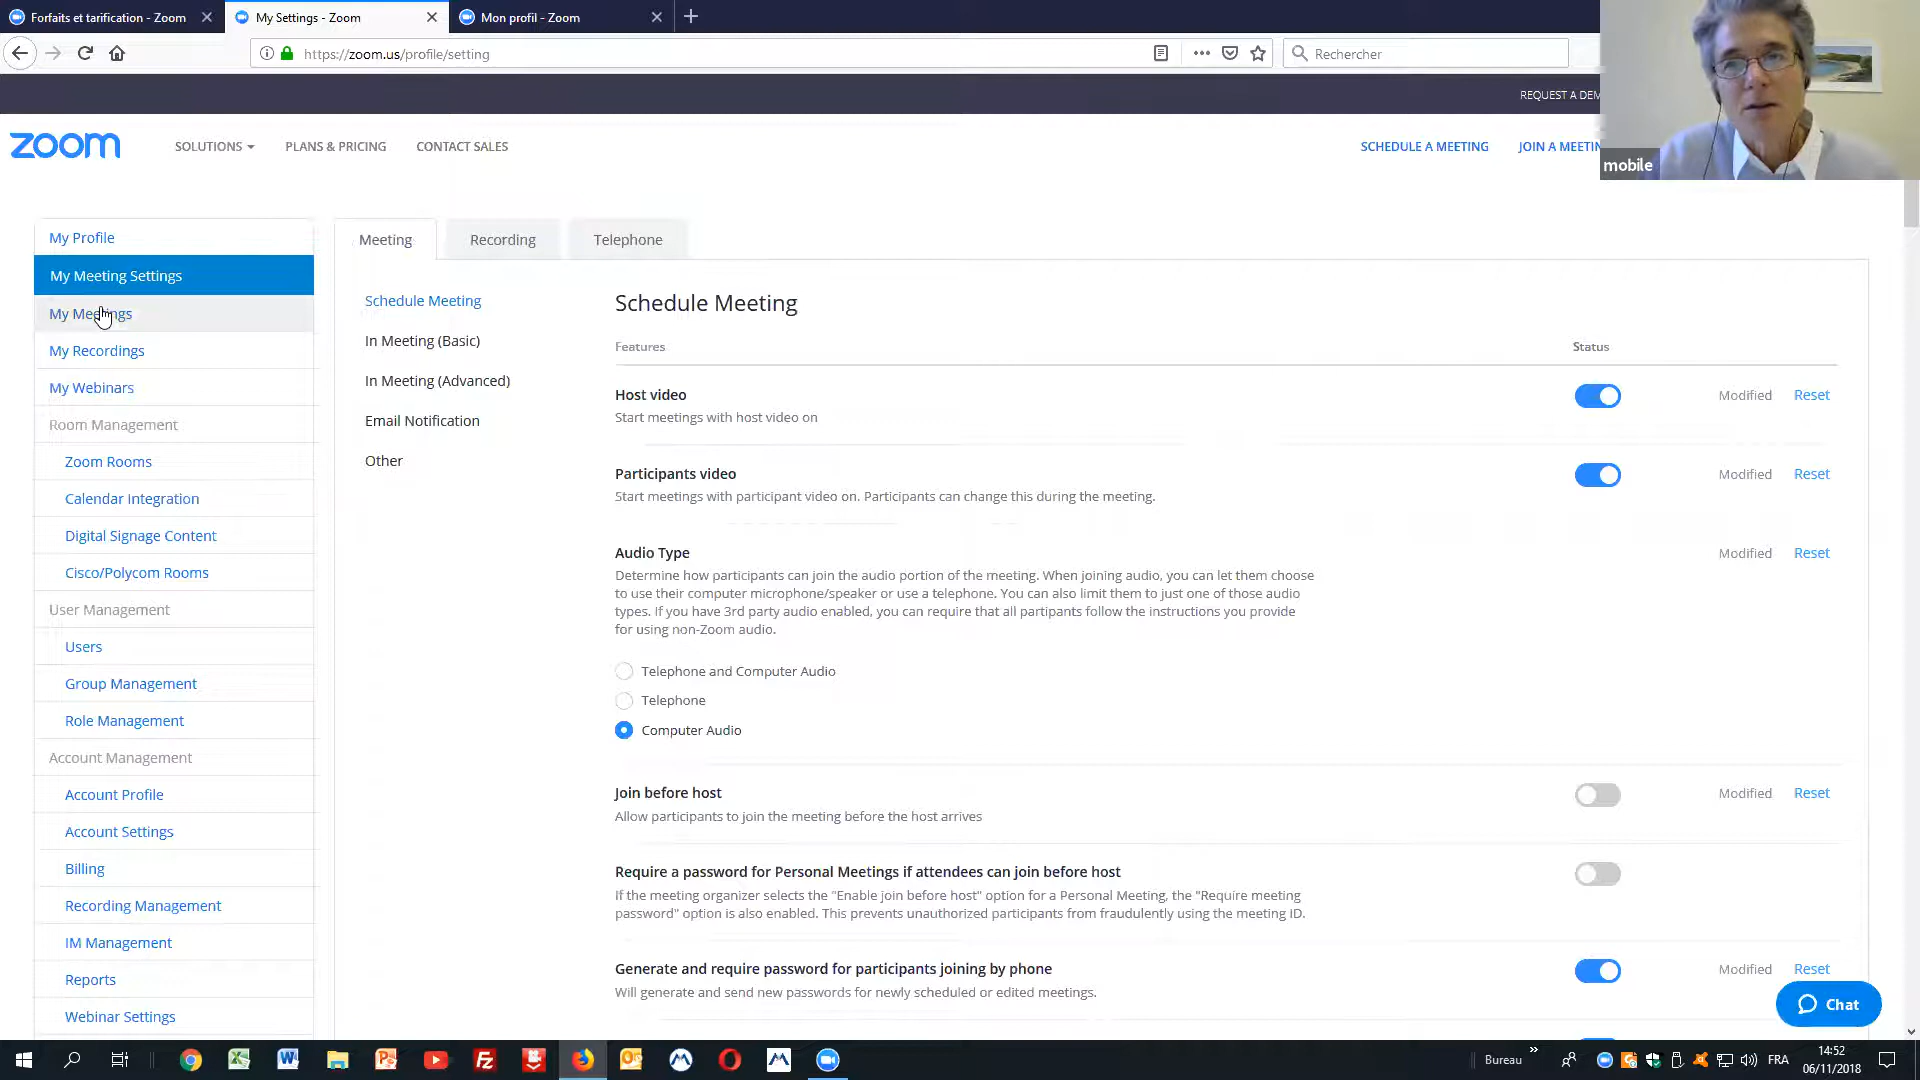 Forfaits et tarification - Zoom
My Settings - Zoom
Mon profil - Zoom
https://zoom.us/profile/setting
Rechercher
REQUEST A DEM
zoom
SOLUTIONS
PLANS & PRICING
CONTACT SALES
SCHEDULE A MEETING
JOIN A MEETIN
mobile
My Profile
My Meeting Settings
My Meetings
My Recordings
My Webinars
Room Management
Zoom Rooms
Calendar Integration
Digital Signage Content
Cisco/Polycom Rooms
User Management
Users
Group Management
Role Management
Account Management
Account Profile
Account Settings
Billing
Recording Management
IM Management
Reports
Webinar Settings
Meeting
Recording
Telephone
Schedule Meeting
In Meeting (Basic)
In Meeting (Advanced)
Email Notification
Other
Schedule Meeting
Features
Status
Host video
Modified
Reset
Start meetings with host video on
Participants video
Modified
Reset
Start meetings with participant video on. Participants can change this during the meeting.
Audio Type
Modified
Reset
Determine how participants can join the audio portion of the meeting. When joining audio, you can let them choose
to use their computer microphone/speaker or use a telephone. You can also limit them to just one of those audio
types. If you have 3rd party audio enabled, you can require that all partipants follow the instructions you provide
for using non-Zoom audio.
Telephone and Computer Audio
Telephone
Computer Audio
Join before host
Modified
Reset
Allow participants to join the meeting before the host arrives
Require a password for Personal Meetings if attendees can join before host
If the meeting organizer selects the "Enable join before host" option for a Personal Meeting, the "Require meeting
password" option is also enabled. This prevents unauthorized participants from fraudulently using the meeting ID.
Generate and require password for participants joining by phone
Modified
Reset
Will generate and send new passwords for newly scheduled or edited meetings.
Chat
Bureau
FRA
14:52
06/11/2018